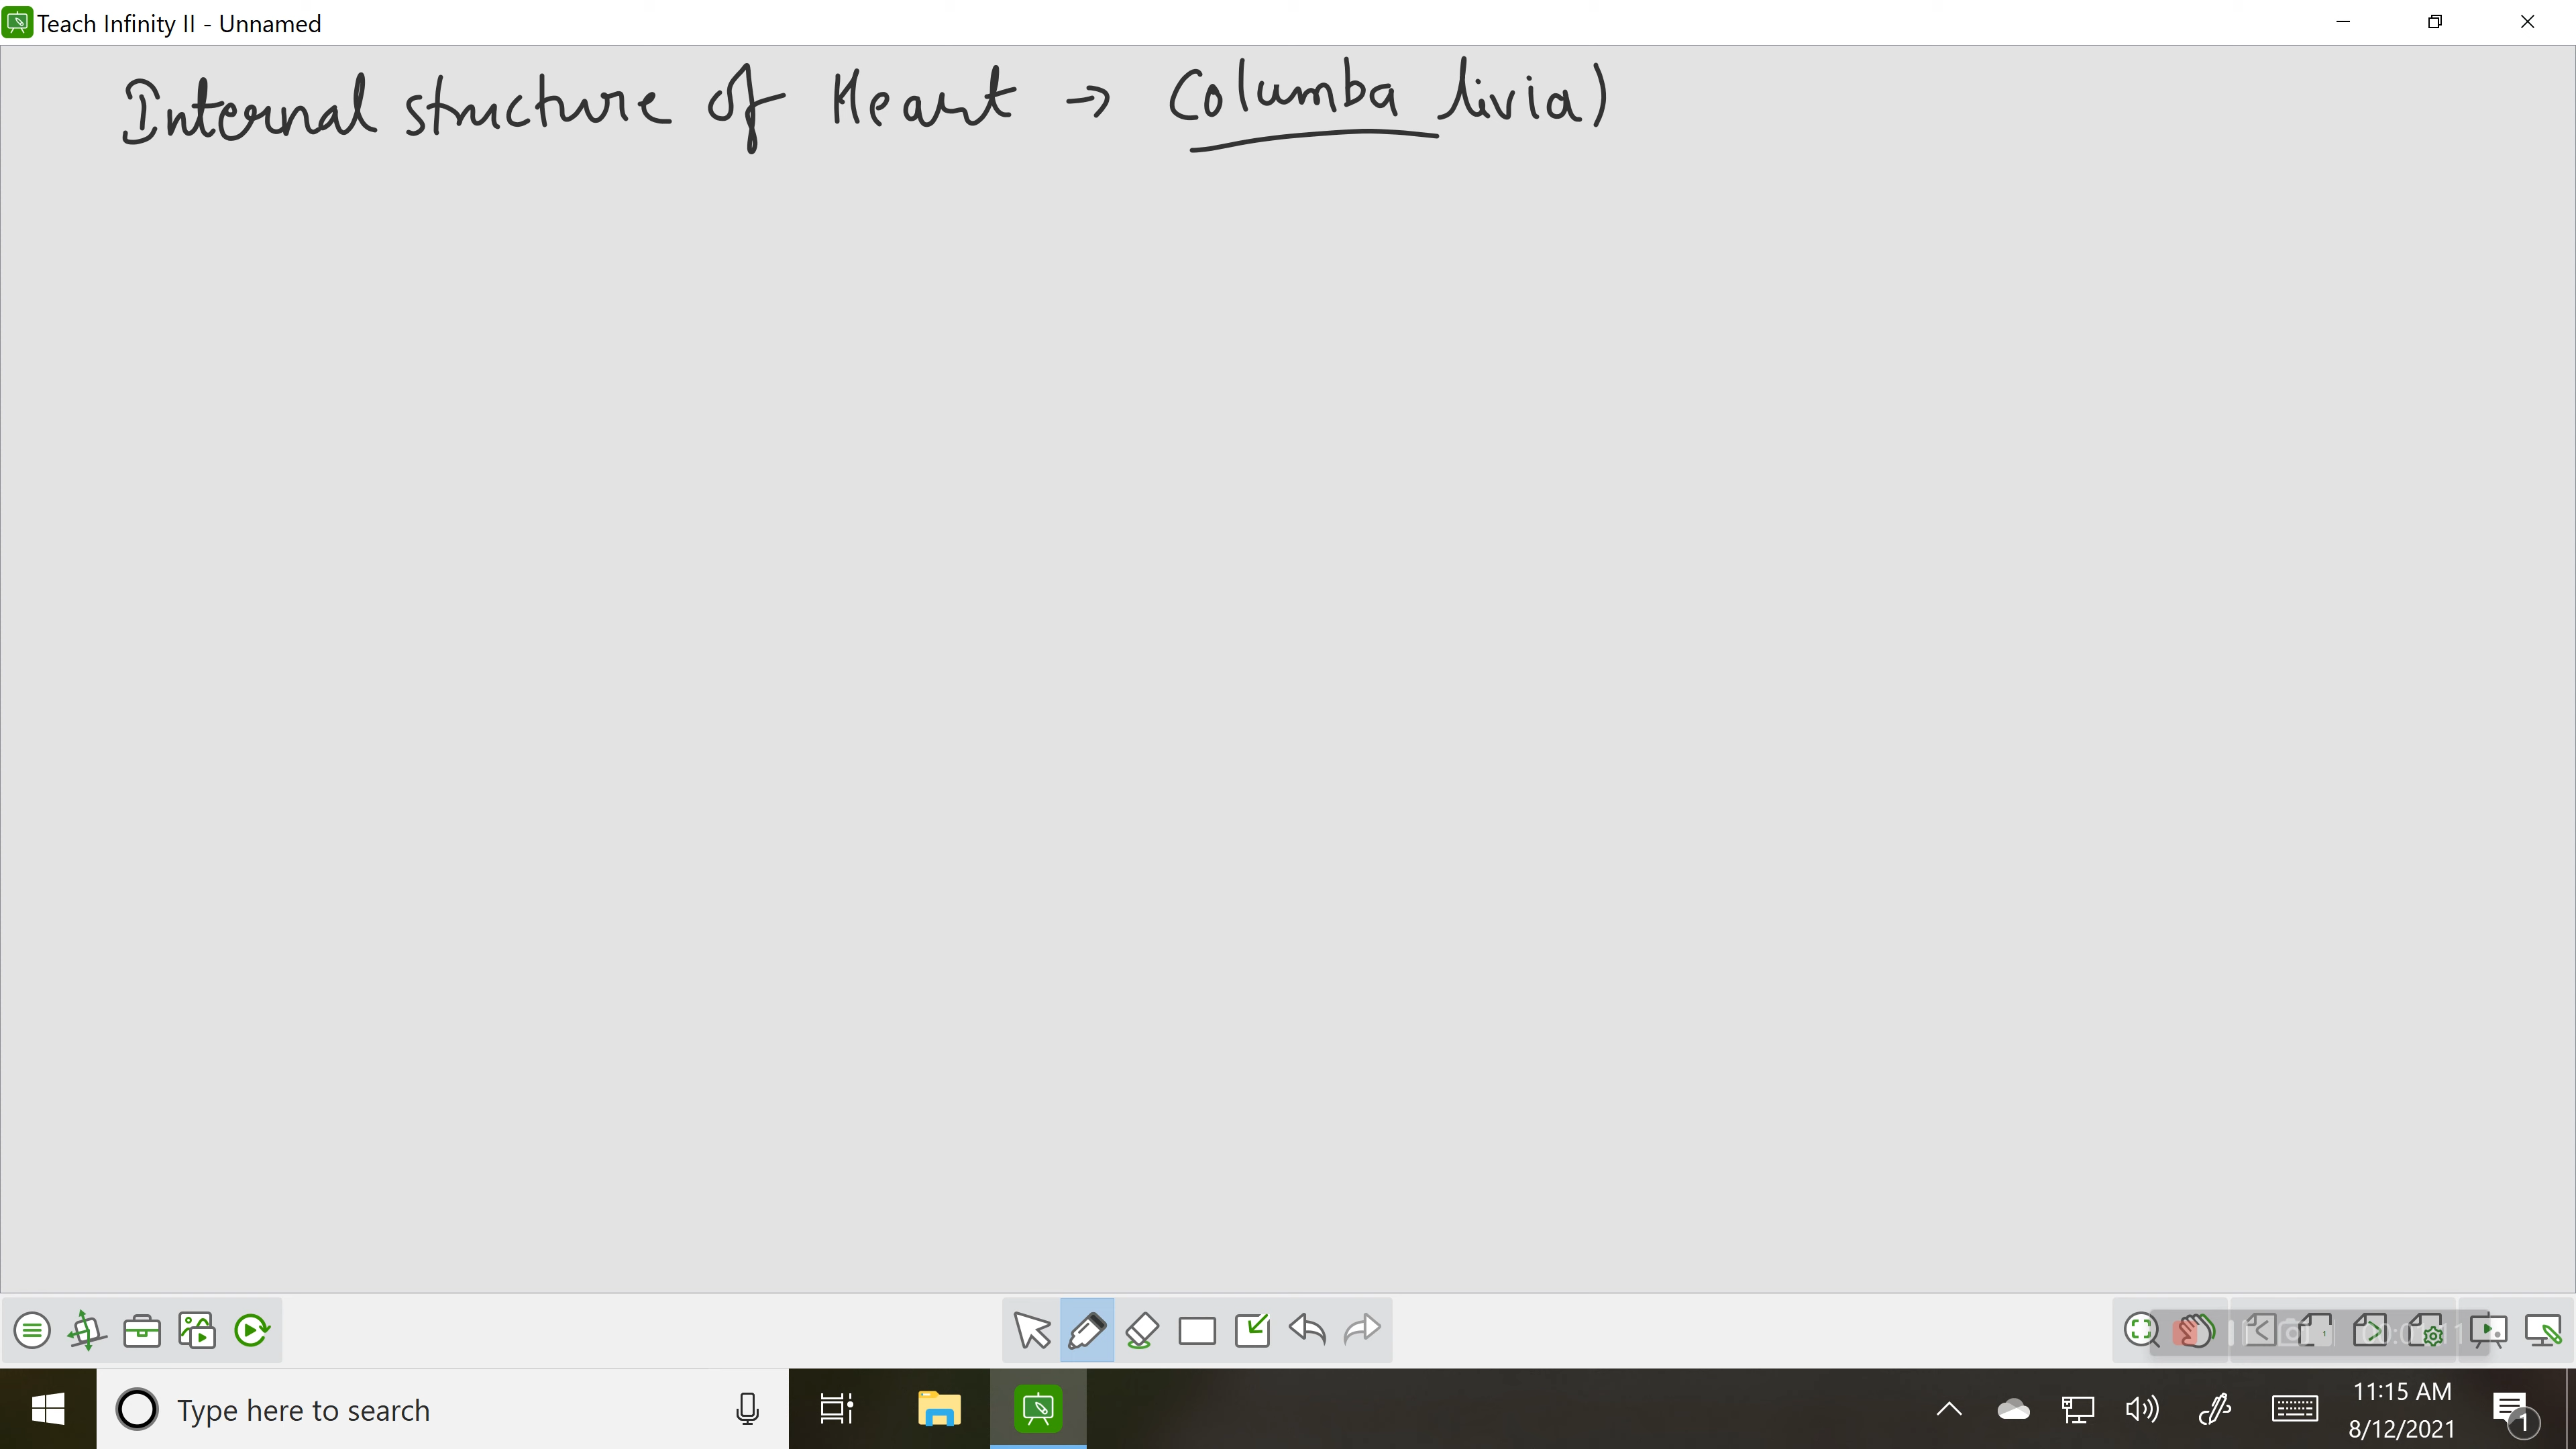 Teach Infinity II - Unnamed
Internal structure of Heart → Columba livia)
Type here to search
11:15 AM
8/12/2021
1